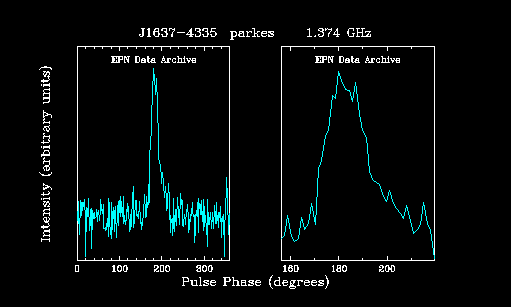 J1637-4335 parkes 1.374 GHz
EPN Data Archive EPN Data Archive
Intensity (arbitrary units)
0 100 200 300 160 180 200
Pulse Phase (degrees)